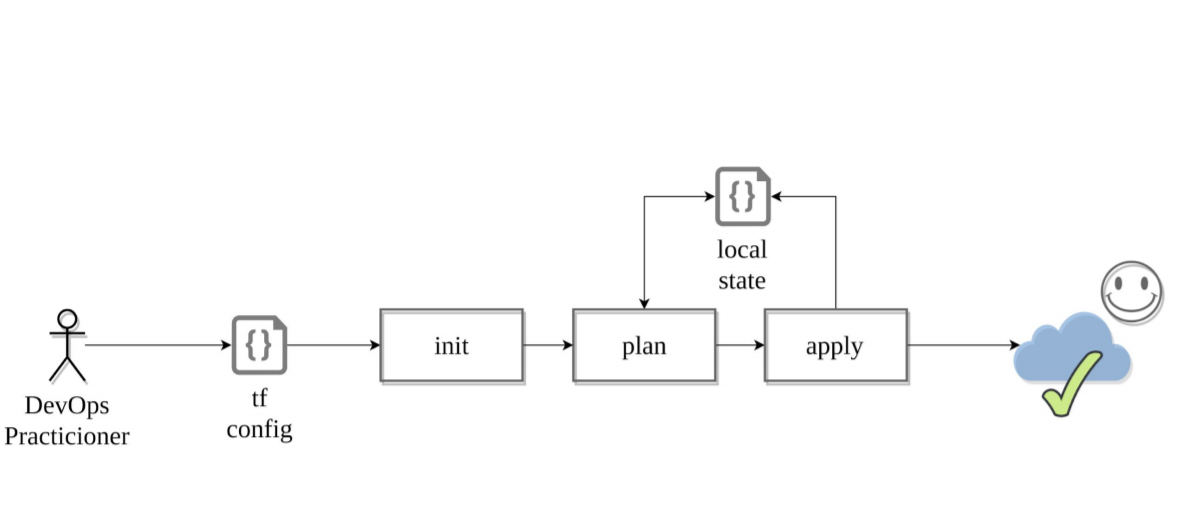 {}
local
state
init
plan
apply
{}
DevOps
Practicioner
tf
config